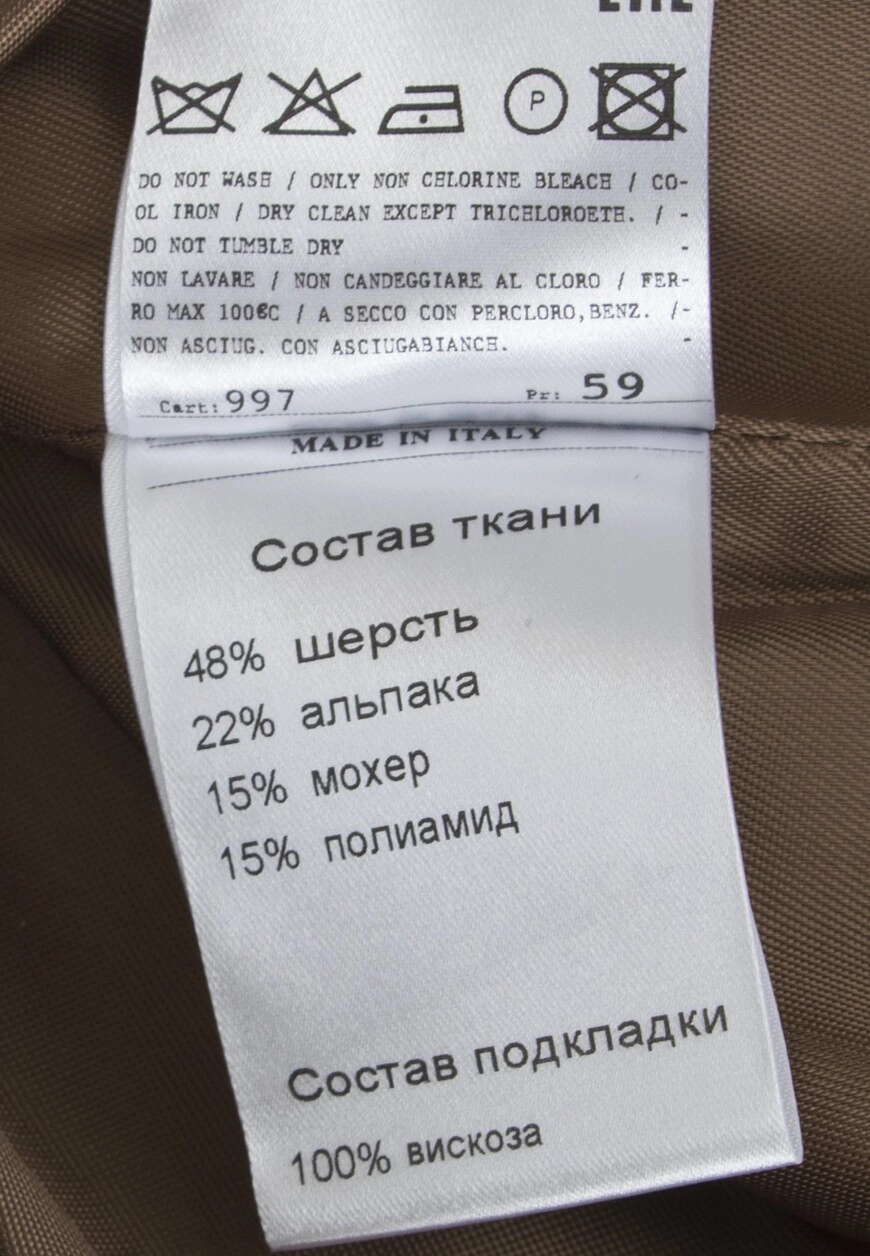 P
DO NOT WASH / ONLY NON CHLORINE BLEACH / CO-
OL IRON / DRY CLEAN EXCEPT TRICHLOROETH. / -
DO NOT TUMBLE DRY -
NON LAVARE / NON CANDEGGIARE AL CLORO / FER-
RO MAX 100€C / A SECCO CON PERCLORO,BENZ. /-
NON ASCIUG. CON ASCIUGABIANCH. -
Cart: 997 Pr: 59
MADE IN ITALY
Состав ткани
48% шерсть
22% альпака
15% мохер
15% полиамид
Состав подкладки
100% вискоза